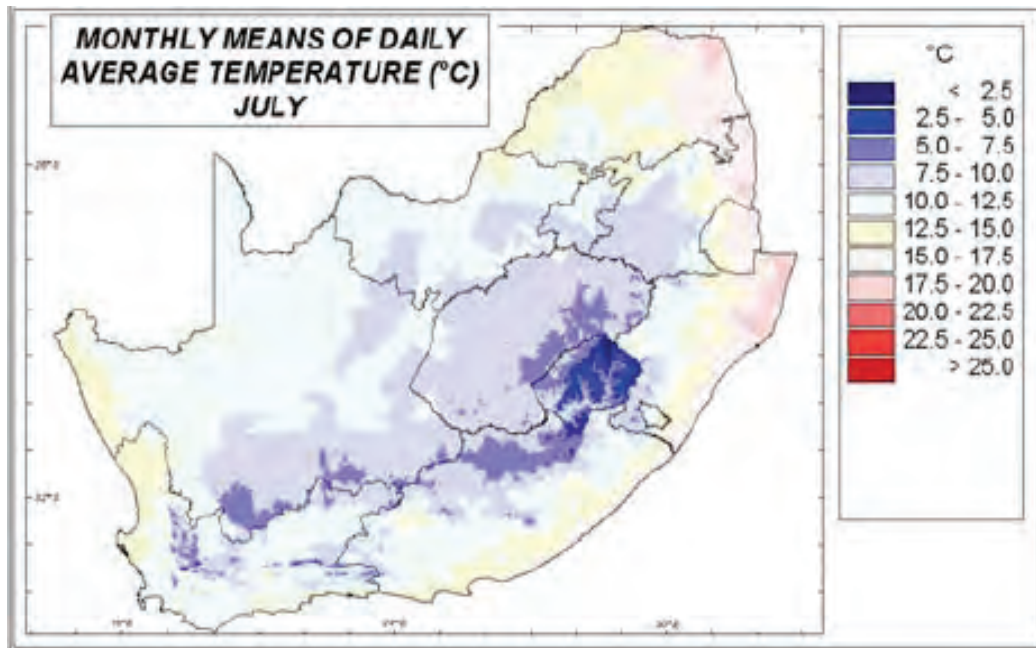 MONTHLY MEANS OF DAILY
AVERAGE TEMPERATURE (°C)
JULY
°C
< 2.5
2.5 - 5.0
5.0 - 7.5
7.5 - 10.0
10.0 - 12.5
12.5 - 15.0
15.0 - 17.5
17.5 - 20.0
20.0 - 22.5
22.5 - 25.0
> 25.0